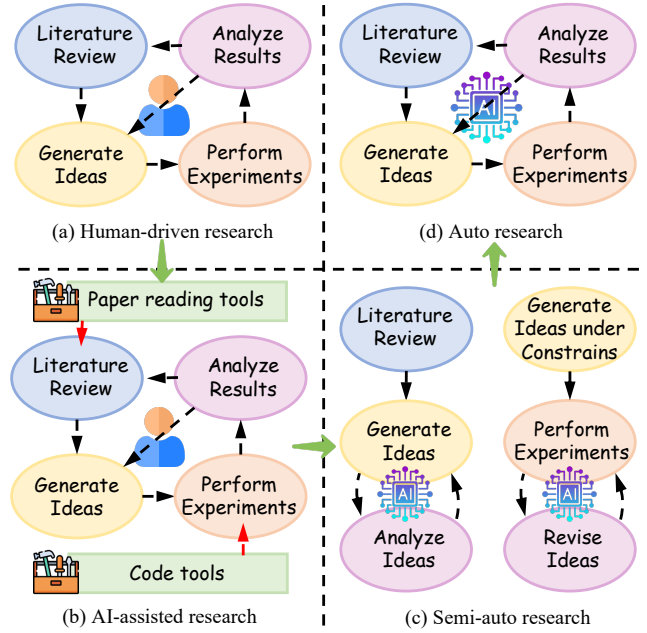 Literature
Review
Analyze
Results
Generate
Ideas
Perform
Experiments
(a) Human-driven research
Literature
Review
Analyze
Results
AI
Generate
Ideas
Perform
Experiments
(d) Auto research
Paper reading tools
Literature
Review
Analyze
Results
Generate
Ideas
Perform
Experiments
Code tools
(b) AI-assisted research
Literature
Review
Generate
Ideas under
Constrains
Generate
Ideas
Perform
Experiments
AI
AI
Analyze
Ideas
Revise
Ideas
(c) Semi-auto research